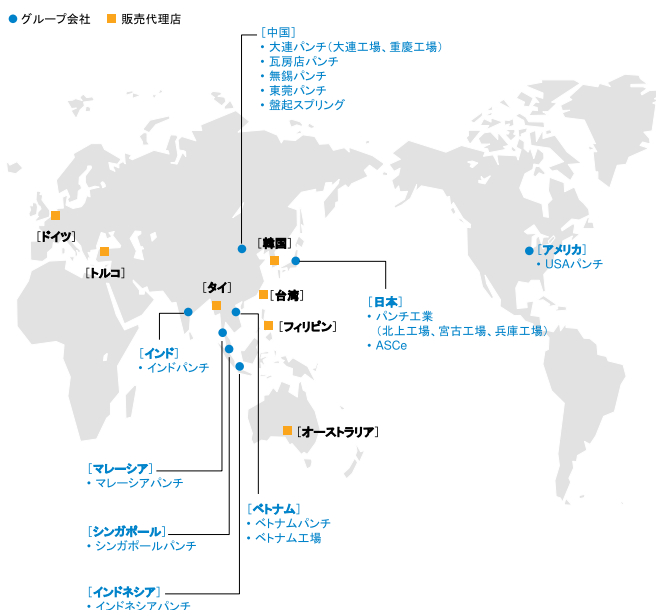 グループ会社 販売代理店
[中国]
・大連パンチ(大連工場、重慶工場)
・瓦房店パンチ
・無錫パンチ
・東莞パンチ
・盤起スプリング
[ドイツ]
[トルコ]
[韓国]
[タイ]
[台湾]
[フィリピン]
[アメリカ]
・USAパンチ
[日本]
・パンチ工業
(北上工場、宮古工場、兵庫工場)
・ASCe
[インド]
・インドパンチ
[オーストラリア]
[マレーシア]
・マレーシアパンチ
[シンガポール]
・シンガポールパンチ
[ベトナム]
・ベトナムパンチ
・ベトナム工場
[インドネシア]
・インドネシアパンチ